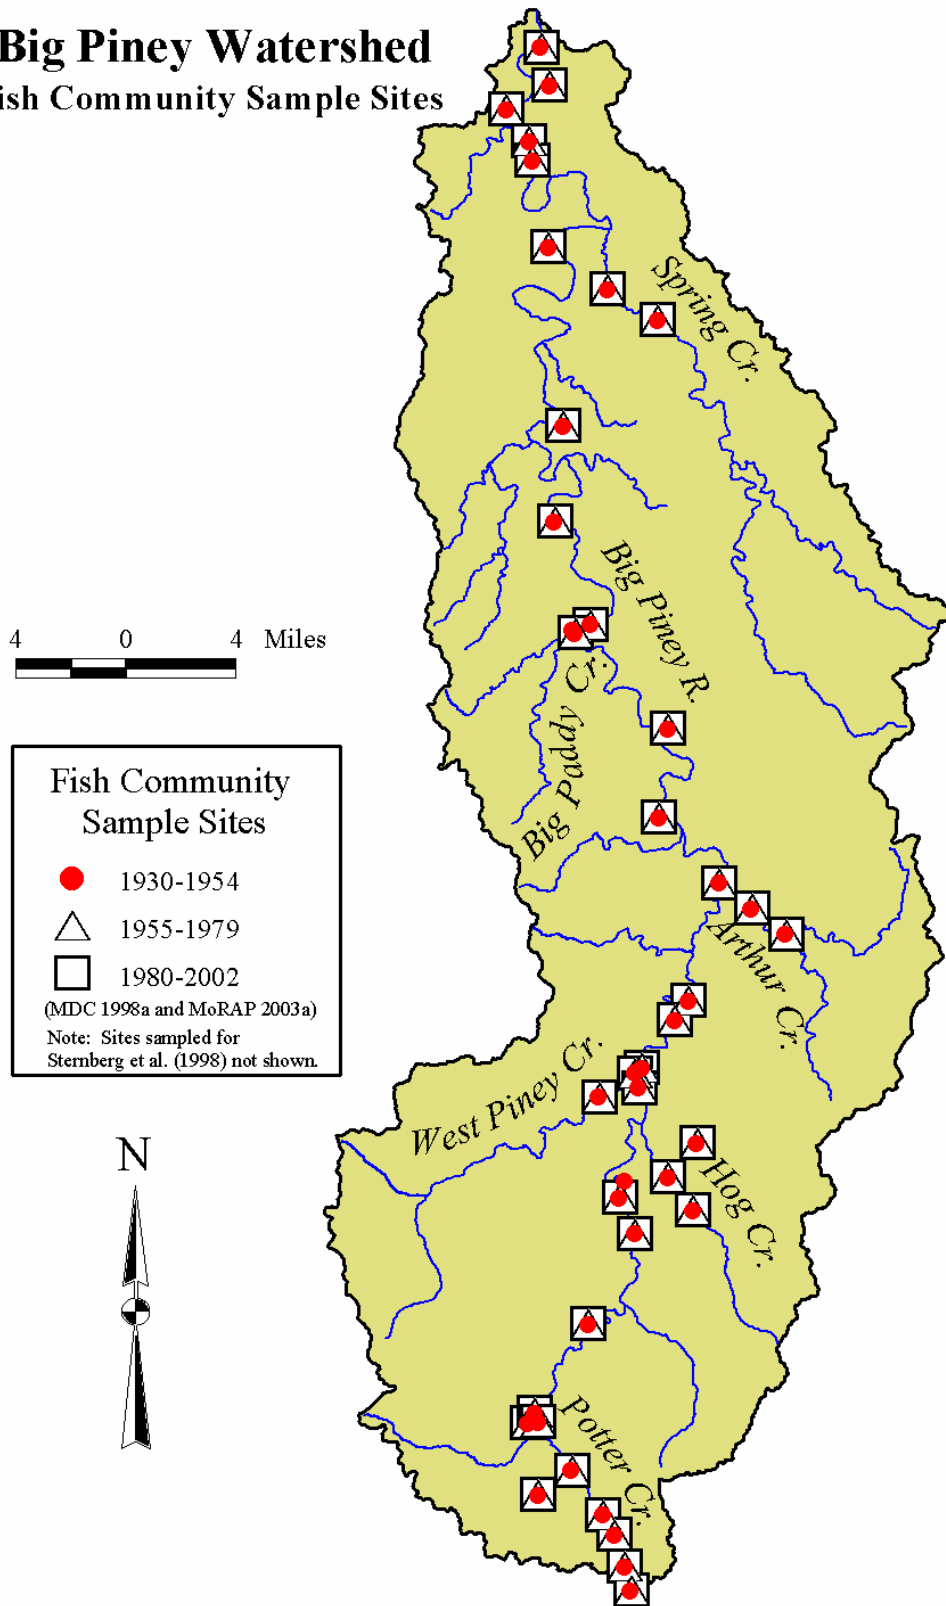 Big Piney Watershed
ish Community Sample Sites
Spring Cr.
Big Piney R.
4 0 4 Miles
Big Paddy Cr.
Fish Community
Sample Sites
1930-1954
1955-1979
1980-2002
(MDC 1998a and MoRAP 2003a)
Note: Sites sampled for
Sternberg et al. (1998) not shown.
Arthur Cr.
West Piney Cr.
N
Hog Cr.
Potter Cr.